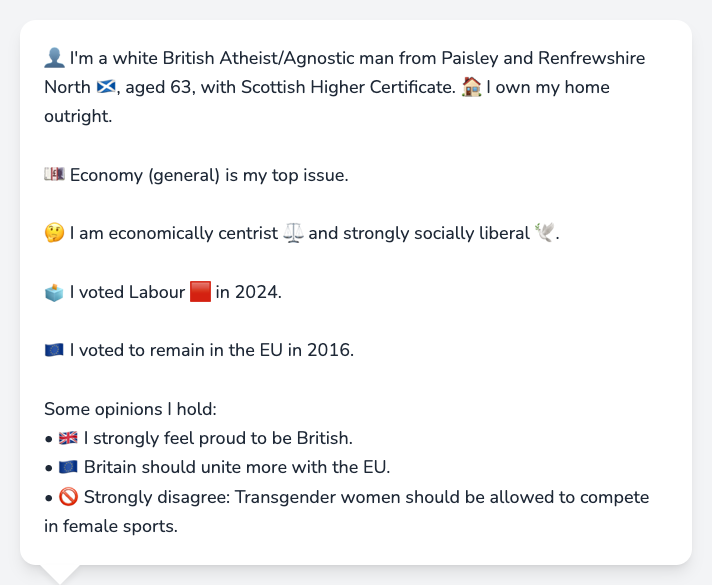 👤 I'm a white British Atheist/Agnostic man from Paisley and Renfrewshire
North 🏴󠁧󠁢󠁳󠁣󠁴󠁿, aged 63, with Scottish Higher Certificate. 🏠 I own my home
outright.
💷 Economy (general) is my top issue.
🤔 I am economically centrist ⚖️ and strongly socially liberal 🕊️.
🗳️ I voted Labour 🟥 in 2024.
🇪🇺 I voted to remain in the EU in 2016.
Some opinions I hold:
• 🇬🇧 I strongly feel proud to be British.
• 🇪🇺 Britain should unite more with the EU.
• 🚫 Strongly disagree: Transgender women should be allowed to compete
in female sports.